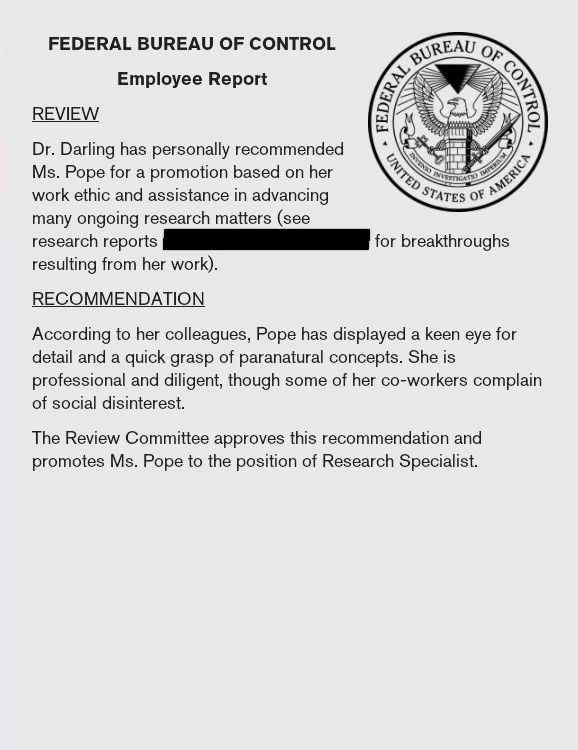 FEDERAL BUREAU OF CONTROL
Employee Report
FEDERAL BUREAU OF CONTROL
INVENIO INVESTIGATIO IMPERIUM
UNITED STATES OF AMERICA
REVIEW
Dr. Darling has personally recommended
Ms. Pope for a promotion based on her
work ethic and assistance in advancing
many ongoing research matters (see
research reports for breakthroughs
resulting from her work).
RECOMMENDATION
According to her colleagues, Pope has displayed a keen eye for
detail and a quick grasp of paranatural concepts. She is
professional and diligent, though some of her co-workers complain
of social disinterest.
The Review Committee approves this recommendation and
promotes Ms. Pope to the position of Research Specialist.